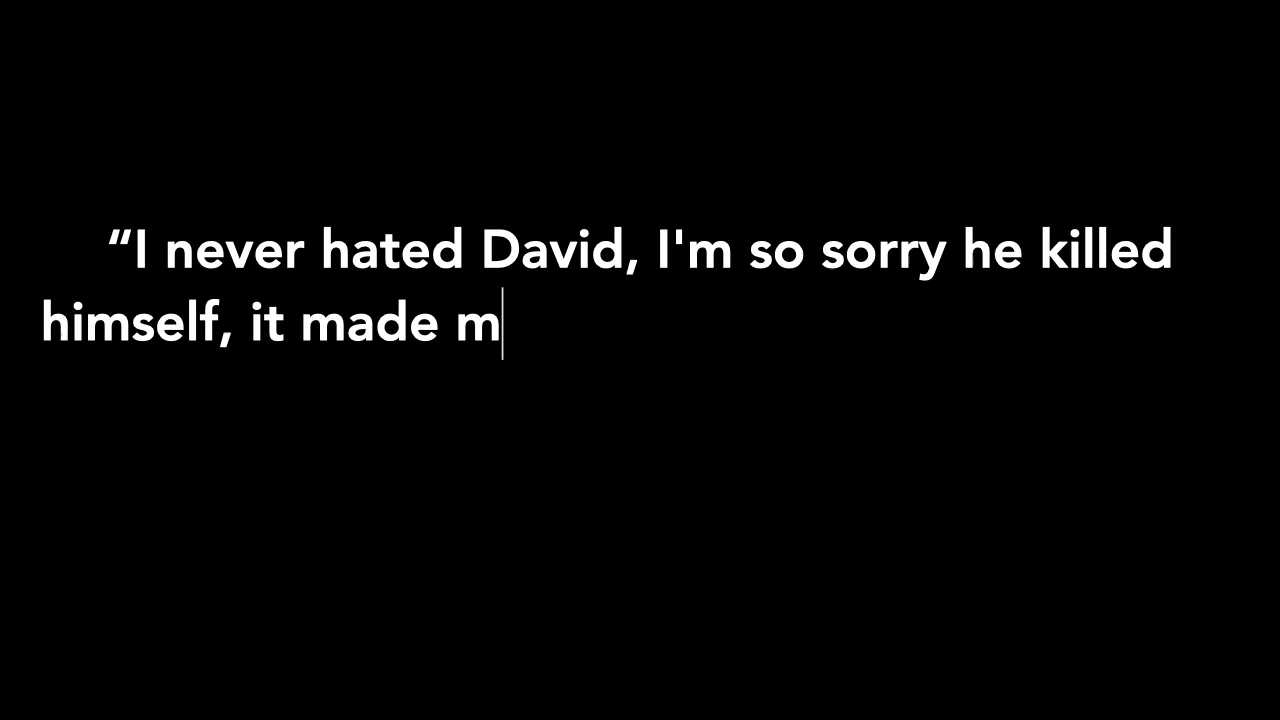 “I never hated David, I'm so sorry he killed
himself, it made m